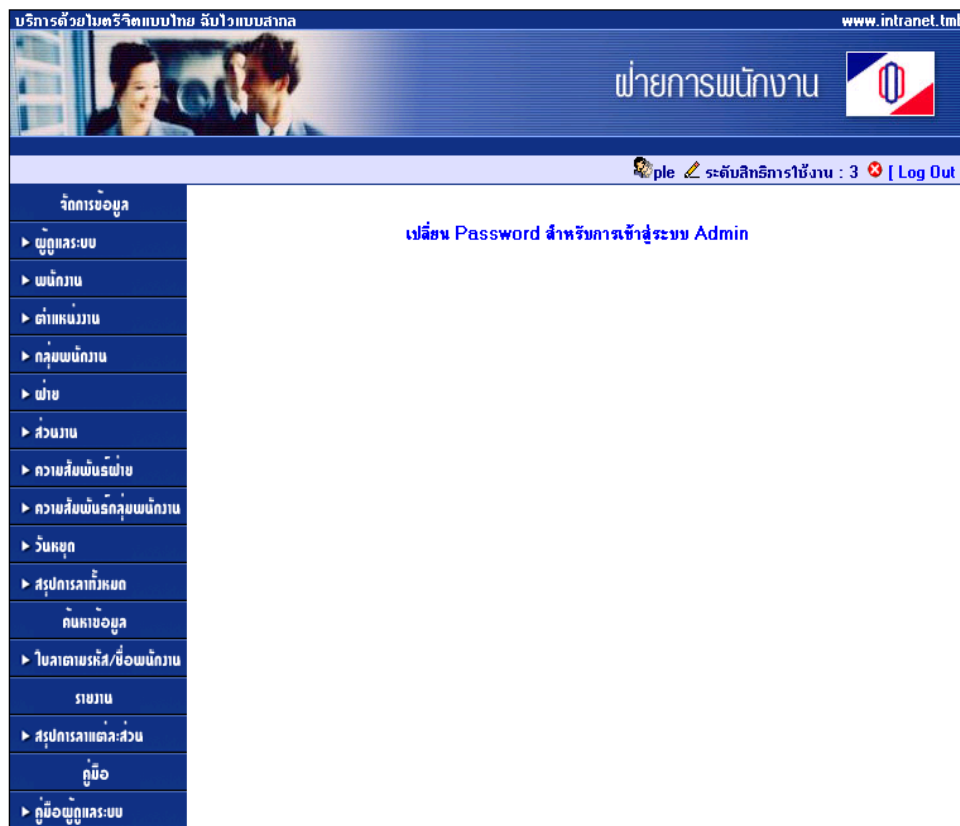 บริการด้วยไมตรีจิตแบบไทย ฉับไวแบบสากล
www.intranet.tmb
ฝ่ายการพนักงาน
ple ระดับสิทธิการใช้งาน : 3 [ Log Out
จัดการข้อมูล
ผู้ดูแลระบบ
พนักงาน
ตำแหน่งงาน
กลุ่มพนักงาน
ฝ่าย
ส่วนงาน
ความสัมพันธ์ฝ่าย
ความสัมพันธ์กลุ่มพนักงาน
วันหยุด
สรุปการลาทั้งหมด
ค้นหาข้อมูล
ใบลาตามรหัส/ชื่อพนักงาน
รายงาน
สรุปการลาแต่ละส่วน
คู่มือ
คู่มือผู้ดูแลระบบ
เปลี่ยน Password สำหรับการเข้าสู่ระบบ Admin